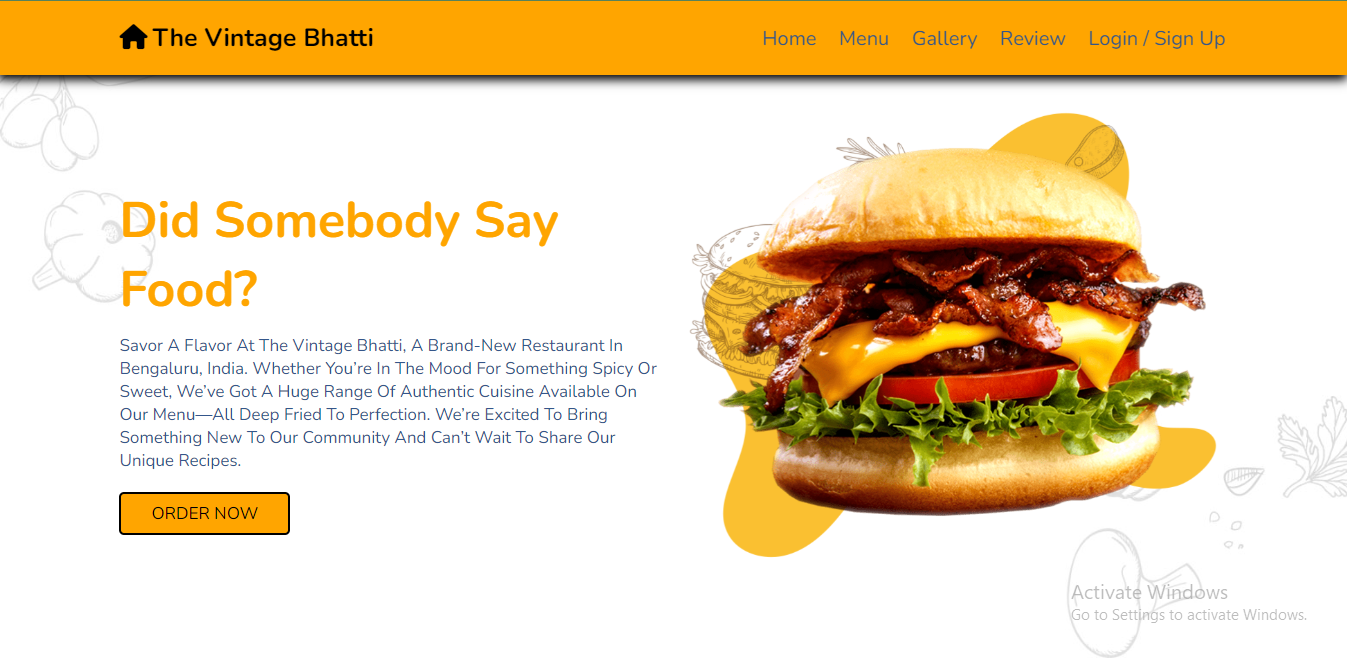 The Vintage Bhatti
Home Menu Gallery Review Login / Sign Up
Did Somebody Say
Food?
Savor A Flavor At The Vintage Bhatti, A Brand-New Restaurant In
Bengaluru, India. Whether You’re In The Mood For Something Spicy Or
Sweet, We’ve Got A Huge Range Of Authentic Cuisine Available On
Our Menu—All Deep Fried To Perfection. We’re Excited To Bring
Something New To Our Community And Can’t Wait To Share Our
Unique Recipes.
ORDER NOW
Activate Windows
Go to Settings to activate Windows.